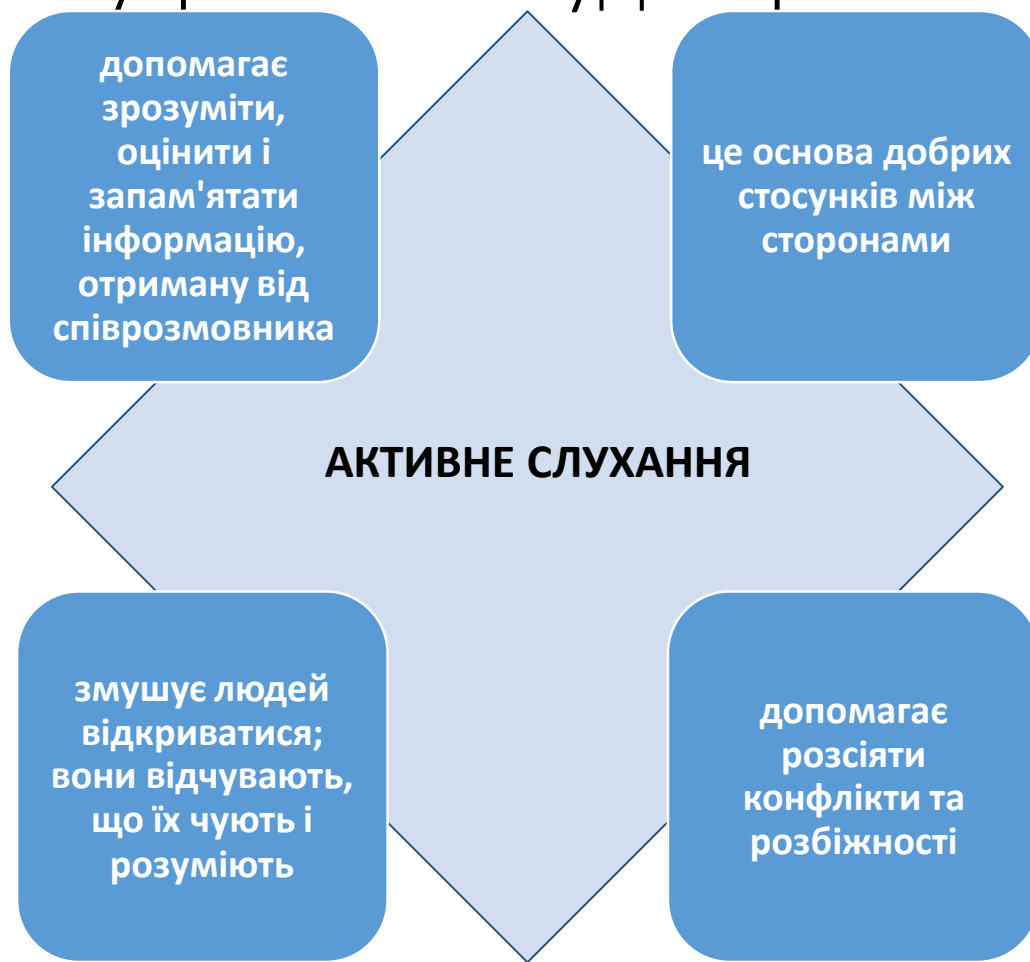 допомагає
зрозуміти,
оцінити і
запам'ятати
інформацію,
отриману від
співрозмовника
це основа добрих
стосунків між
сторонами
АКТИВНЕ СЛУХАННЯ
змушує людей
відкриватися;
вони відчувають,
що їх чують і
розуміють
допомагає
розсіяти
конфлікти та
розбіжності